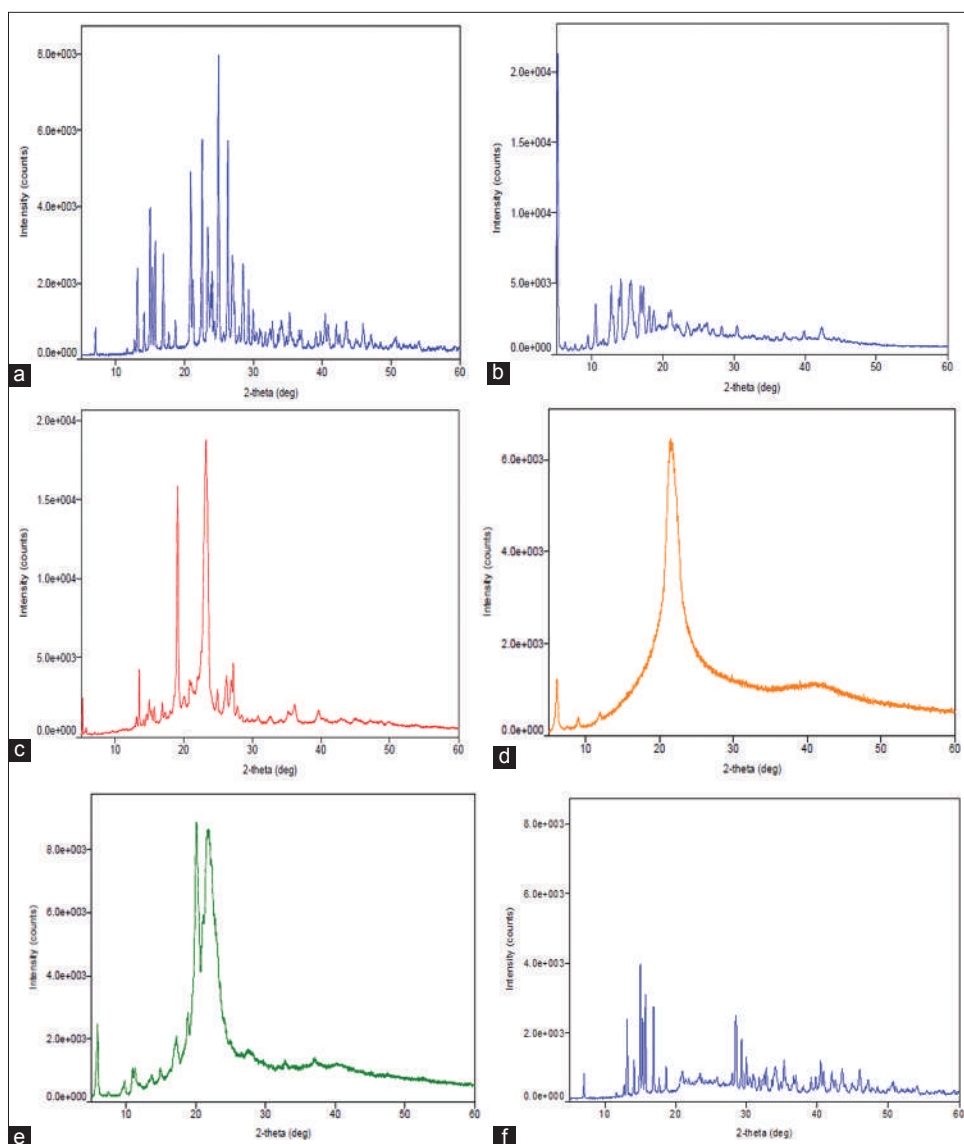 8.0e+003
6.0e+003
4.0e+003
2.0e+003
0.0e+000
Intensity (counts)
10 20 30 40 50 60
2-theta (deg)
a
2.0e+004
1.5e+004
1.0e+004
5.0e+003
0.0e+000
Intensity (counts)
10 20 30 40 50 60
2-theta (deg)
b
2.0e+004
1.5e+004
1.0e+004
5.0e+003
0.0e+000
Intensity (counts)
10 20 30 40 50 60
2-theta (deg)
c
6.0e+003
4.0e+003
2.0e+003
0.0e+000
Intensity (counts)
10 20 30 40 50 60
2-theta (deg)
d
8.0e+003
6.0e+003
4.0e+003
2.0e+003
0.0e+000
Intensity (counts)
10 20 30 40 50 60
2-theta (deg)
e
8.0e+003
6.0e+003
4.0e+003
2.0e+003
0.0e+000
Intensity (counts)
10 20 30 40 50 60
2-theta (deg)
f